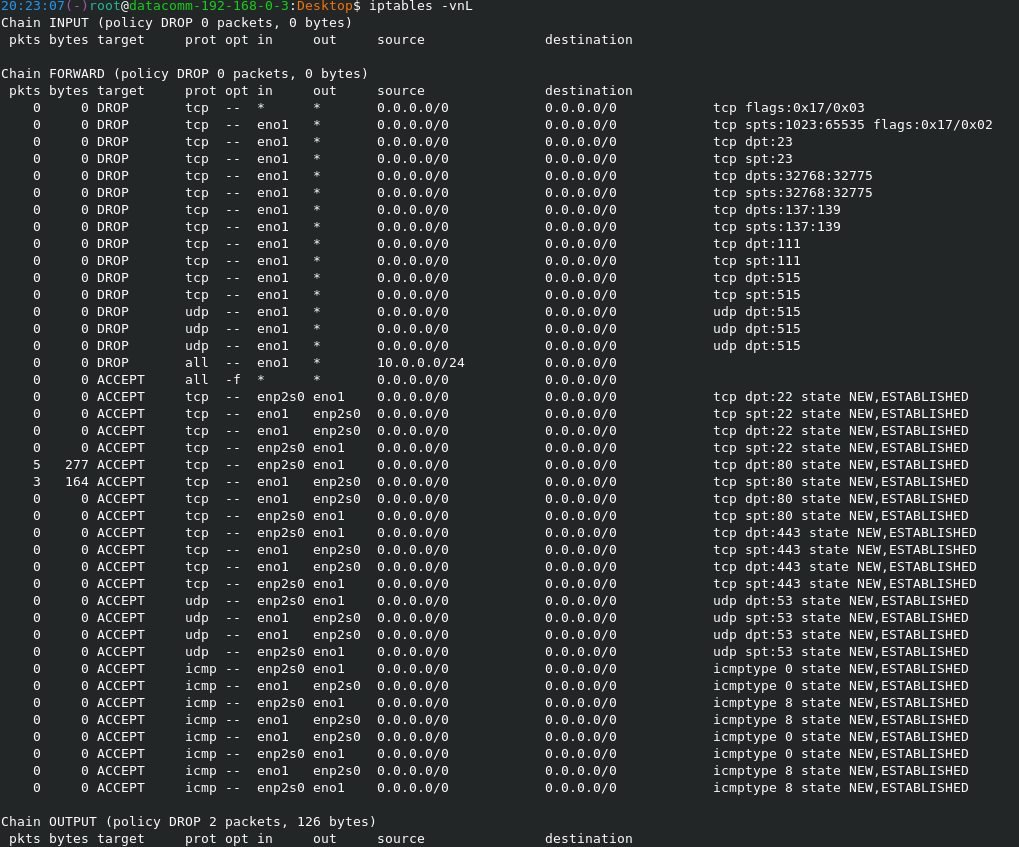 20:23:07(-)root@datacomm-192-168-0-3:Desktop$ iptables -vnL
Chain INPUT (policy DROP 0 packets, 0 bytes)
 pkts bytes target     prot opt in     out     source               destination

Chain FORWARD (policy DROP 0 packets, 0 bytes)
 pkts bytes target     prot opt in     out     source               destination
    0     0 DROP       tcp  --  *      *       0.0.0.0/0            0.0.0.0/0            tcp flags:0x17/0x03
    0     0 DROP       tcp  --  eno1   *       0.0.0.0/0            0.0.0.0/0            tcp spts:1023:65535 flags:0x17/0x02
    0     0 DROP       tcp  --  eno1   *       0.0.0.0/0            0.0.0.0/0            tcp dpt:23
    0     0 DROP       tcp  --  eno1   *       0.0.0.0/0            0.0.0.0/0            tcp spt:23
    0     0 DROP       tcp  --  eno1   *       0.0.0.0/0            0.0.0.0/0            tcp dpts:32768:32775
    0     0 DROP       tcp  --  eno1   *       0.0.0.0/0            0.0.0.0/0            tcp spts:32768:32775
    0     0 DROP       tcp  --  eno1   *       0.0.0.0/0            0.0.0.0/0            tcp dpts:137:139
    0     0 DROP       tcp  --  eno1   *       0.0.0.0/0            0.0.0.0/0            tcp spts:137:139
    0     0 DROP       tcp  --  eno1   *       0.0.0.0/0            0.0.0.0/0            tcp dpt:111
    0     0 DROP       tcp  --  eno1   *       0.0.0.0/0            0.0.0.0/0            tcp spt:111
    0     0 DROP       tcp  --  eno1   *       0.0.0.0/0            0.0.0.0/0            tcp dpt:515
    0     0 DROP       tcp  --  eno1   *       0.0.0.0/0            0.0.0.0/0            tcp spt:515
    0     0 DROP       udp  --  eno1   *       0.0.0.0/0            0.0.0.0/0            udp dpt:515
    0     0 DROP       udp  --  eno1   *       0.0.0.0/0            0.0.0.0/0            udp dpt:515
    0     0 DROP       udp  --  eno1   *       0.0.0.0/0            0.0.0.0/0            udp dpt:515
    0     0 DROP       all  --  eno1   *       10.0.0.0/24          0.0.0.0/0
    0     0 ACCEPT     all  -f  *      *       0.0.0.0/0            0.0.0.0/0
    0     0 ACCEPT     tcp  --  enp2s0 eno1    0.0.0.0/0            0.0.0.0/0            tcp dpt:22 state NEW,ESTABLISHED
    0     0 ACCEPT     tcp  --  eno1   enp2s0  0.0.0.0/0            0.0.0.0/0            tcp spt:22 state NEW,ESTABLISHED
    0     0 ACCEPT     tcp  --  eno1   enp2s0  0.0.0.0/0            0.0.0.0/0            tcp dpt:22 state NEW,ESTABLISHED
    0     0 ACCEPT     tcp  --  enp2s0 eno1    0.0.0.0/0            0.0.0.0/0            tcp spt:22 state NEW,ESTABLISHED
    5   277 ACCEPT     tcp  --  enp2s0 eno1    0.0.0.0/0            0.0.0.0/0            tcp dpt:80 state NEW,ESTABLISHED
    3   164 ACCEPT     tcp  --  eno1   enp2s0  0.0.0.0/0            0.0.0.0/0            tcp spt:80 state NEW,ESTABLISHED
    0     0 ACCEPT     tcp  --  eno1   enp2s0  0.0.0.0/0            0.0.0.0/0            tcp dpt:80 state NEW,ESTABLISHED
    0     0 ACCEPT     tcp  --  enp2s0 eno1    0.0.0.0/0            0.0.0.0/0            tcp spt:80 state NEW,ESTABLISHED
    0     0 ACCEPT     tcp  --  enp2s0 eno1    0.0.0.0/0            0.0.0.0/0            tcp dpt:443 state NEW,ESTABLISHED
    0     0 ACCEPT     tcp  --  eno1   enp2s0  0.0.0.0/0            0.0.0.0/0            tcp spt:443 state NEW,ESTABLISHED
    0     0 ACCEPT     tcp  --  eno1   enp2s0  0.0.0.0/0            0.0.0.0/0            tcp dpt:443 state NEW,ESTABLISHED
    0     0 ACCEPT     tcp  --  enp2s0 eno1    0.0.0.0/0            0.0.0.0/0            tcp spt:443 state NEW,ESTABLISHED
    0     0 ACCEPT     udp  --  enp2s0 eno1    0.0.0.0/0            0.0.0.0/0            udp dpt:53 state NEW,ESTABLISHED
    0     0 ACCEPT     udp  --  eno1   enp2s0  0.0.0.0/0            0.0.0.0/0            udp spt:53 state NEW,ESTABLISHED
    0     0 ACCEPT     udp  --  eno1   enp2s0  0.0.0.0/0            0.0.0.0/0            udp dpt:53 state NEW,ESTABLISHED
    0     0 ACCEPT     udp  --  enp2s0 eno1    0.0.0.0/0            0.0.0.0/0            udp spt:53 state NEW,ESTABLISHED
    0     0 ACCEPT     icmp --  enp2s0 eno1    0.0.0.0/0            0.0.0.0/0            icmptype 0 state NEW,ESTABLISHED
    0     0 ACCEPT     icmp --  eno1   enp2s0  0.0.0.0/0            0.0.0.0/0            icmptype 0 state NEW,ESTABLISHED
    0     0 ACCEPT     icmp --  enp2s0 eno1    0.0.0.0/0            0.0.0.0/0            icmptype 8 state NEW,ESTABLISHED
    0     0 ACCEPT     icmp --  eno1   enp2s0  0.0.0.0/0            0.0.0.0/0            icmptype 8 state NEW,ESTABLISHED
    0     0 ACCEPT     icmp --  eno1   enp2s0  0.0.0.0/0            0.0.0.0/0            icmptype 0 state NEW,ESTABLISHED
    0     0 ACCEPT     icmp --  enp2s0 eno1    0.0.0.0/0            0.0.0.0/0            icmptype 0 state NEW,ESTABLISHED
    0     0 ACCEPT     icmp --  eno1   enp2s0  0.0.0.0/0            0.0.0.0/0            icmptype 8 state NEW,ESTABLISHED
    0     0 ACCEPT     icmp --  enp2s0 eno1    0.0.0.0/0            0.0.0.0/0            icmptype 8 state NEW,ESTABLISHED

Chain OUTPUT (policy DROP 2 packets, 126 bytes)
 pkts bytes target     prot opt in     out     source               destination